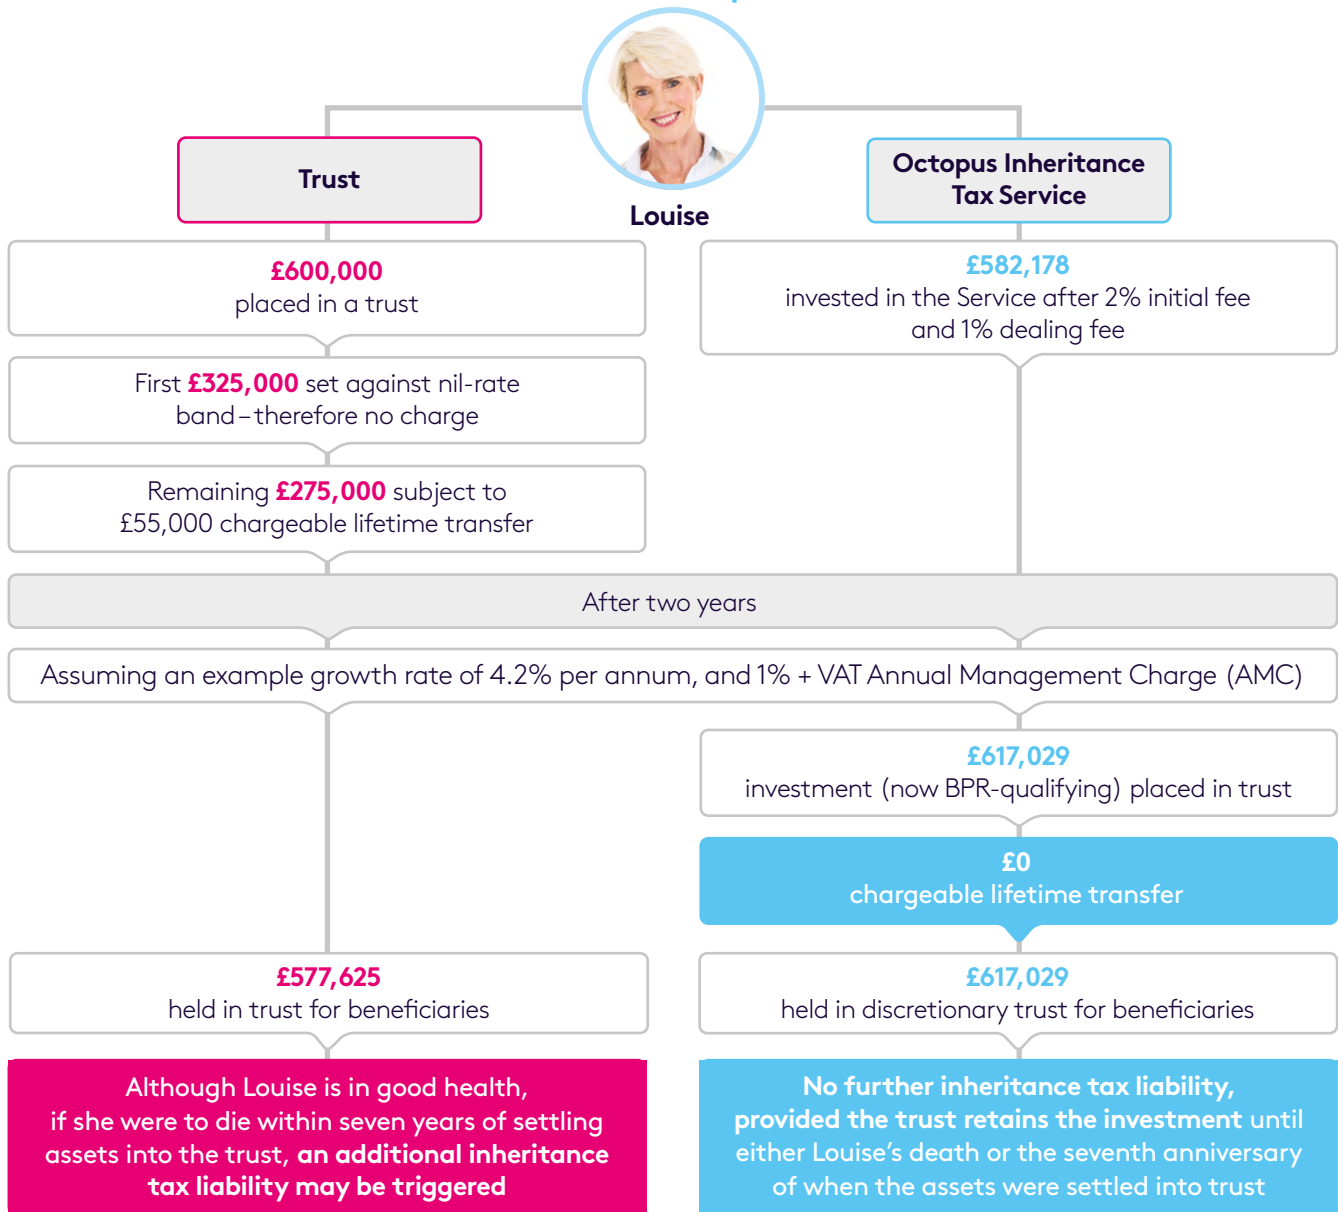 Louise
Trust
£600,000
placed in a trust
First £325,000 set against nil-rate
band – therefore no charge
Remaining £275,000 subject to
£55,000 chargeable lifetime transfer
Octopus Inheritance
Tax Service
£582,178
invested in the Service after 2% initial fee
and 1% dealing fee
After two years
Assuming an example growth rate of 4.2% per annum, and 1% + VAT Annual Management Charge (AMC)
£577,625
held in trust for beneficiaries
Although Louise is in good health,
if she were to die within seven years of settling
assets into the trust, an additional inheritance
tax liability may be triggered
£617,029
investment (now BPR-qualifying) placed in trust
£0
chargeable lifetime transfer
£617,029
held in discretionary trust for beneficiaries
No further inheritance tax liability,
provided the trust retains the investment until
either Louise’s death or the seventh anniversary
of when the assets were settled into trust